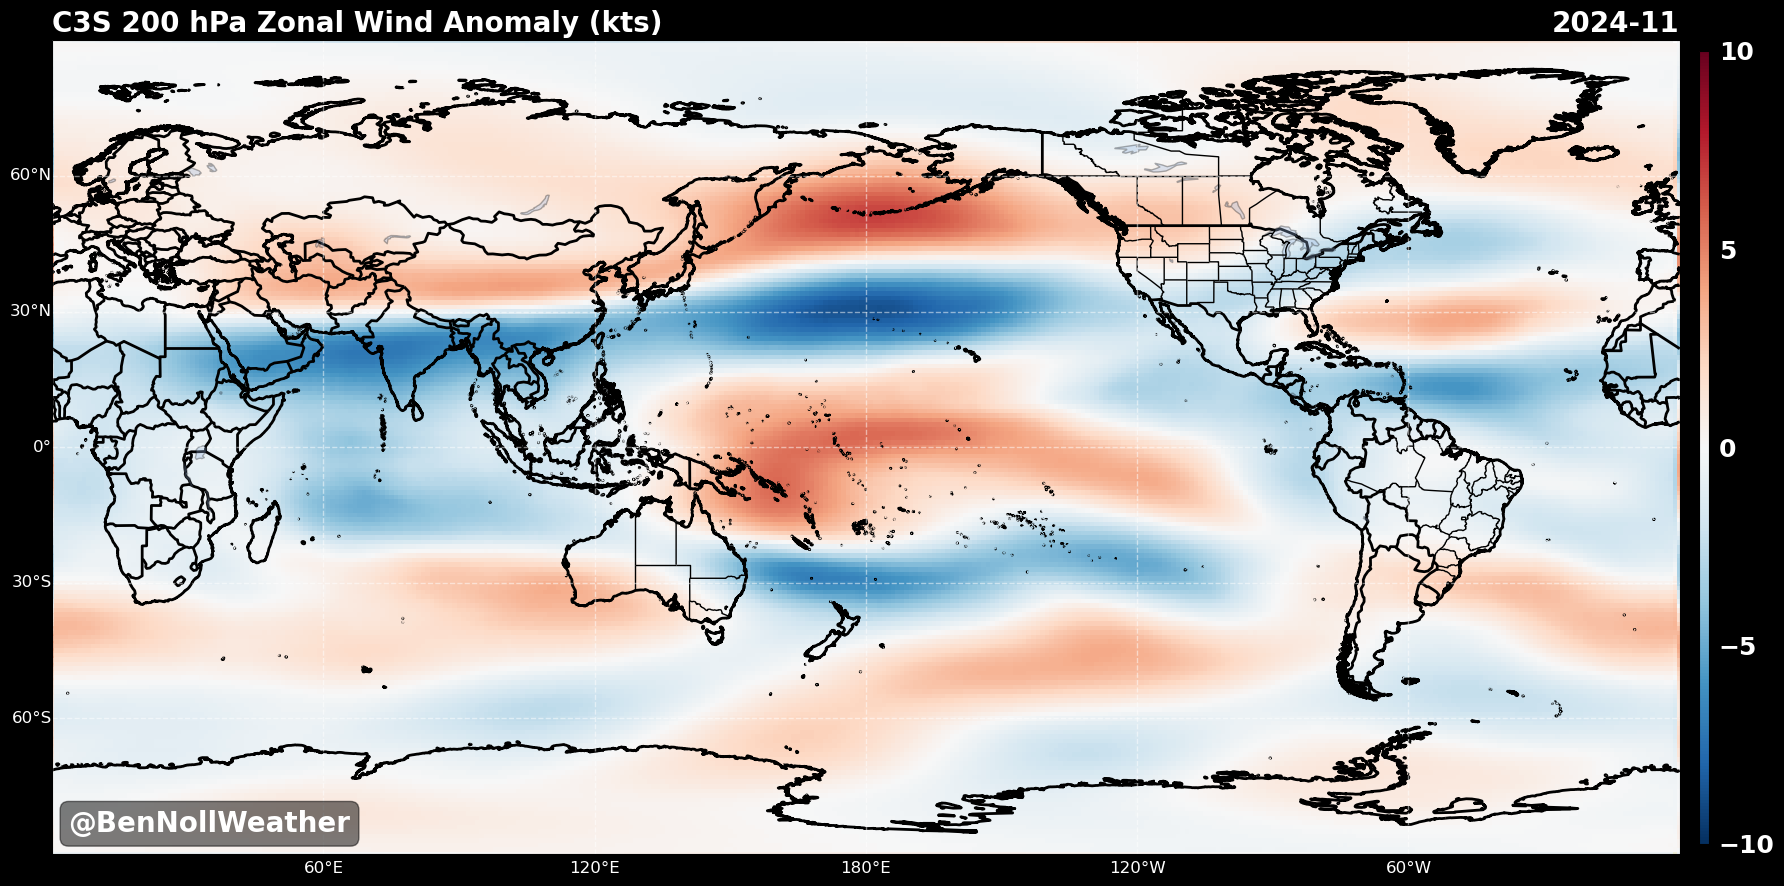 C3S 200 hPa Zonal Wind Anomaly (kts)
2024-11
10
5
0
−5
−10
60°N
30°N
0°
30°S
60°S
60°E
120°E
180°E
120°W
60°W
@BenNollWeather